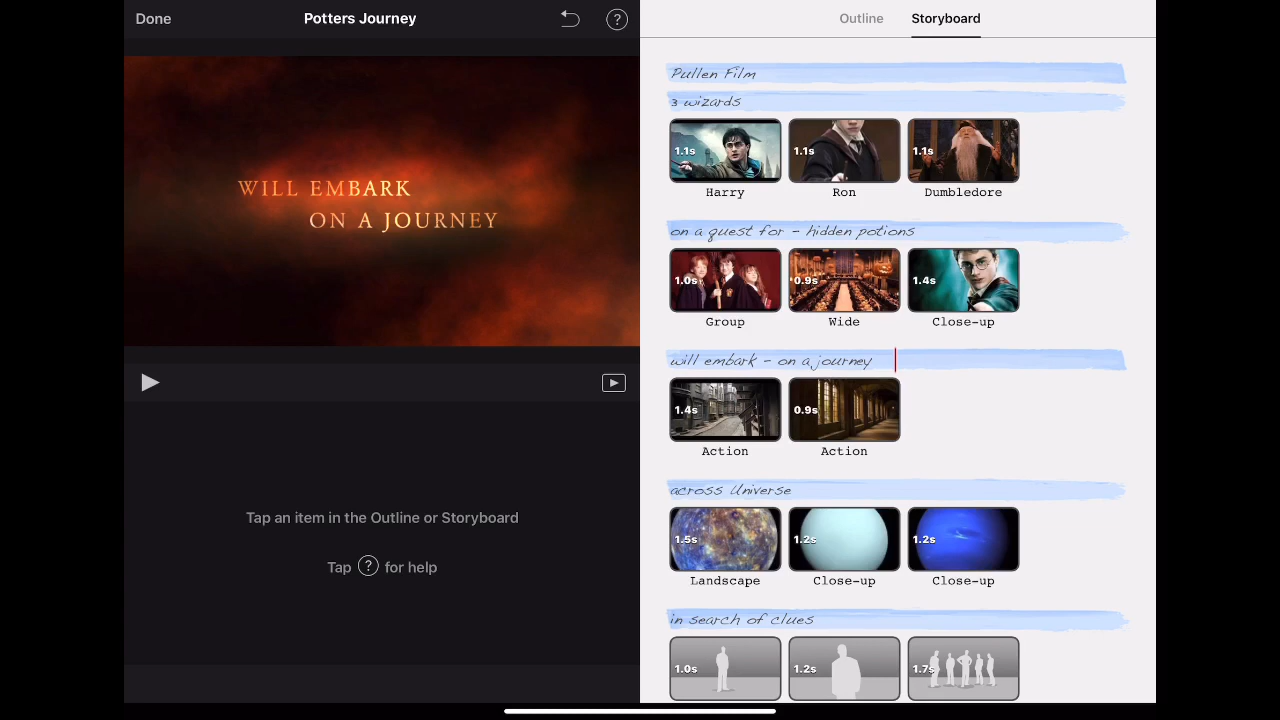 Done
Potters Journey
?
WILL EMBARK
ON A JOURNEY
Tap an item in the Outline or Storyboard
Tap ? for help
Outline Storyboard
Pullen Film
3 wizards
1.1s 1.1s 1.1s
Harry Ron Dumbledore
on a quest for - hidden potions
1.0s 0.9s 1.4s
Group Wide Close-up
will embark - on a journey
1.4s 0.9s
Action Action
across Universe
1.5s 1.2s 1.2s
Landscape Close-up Close-up
in search of clues
1.0s 1.2s 1.7s